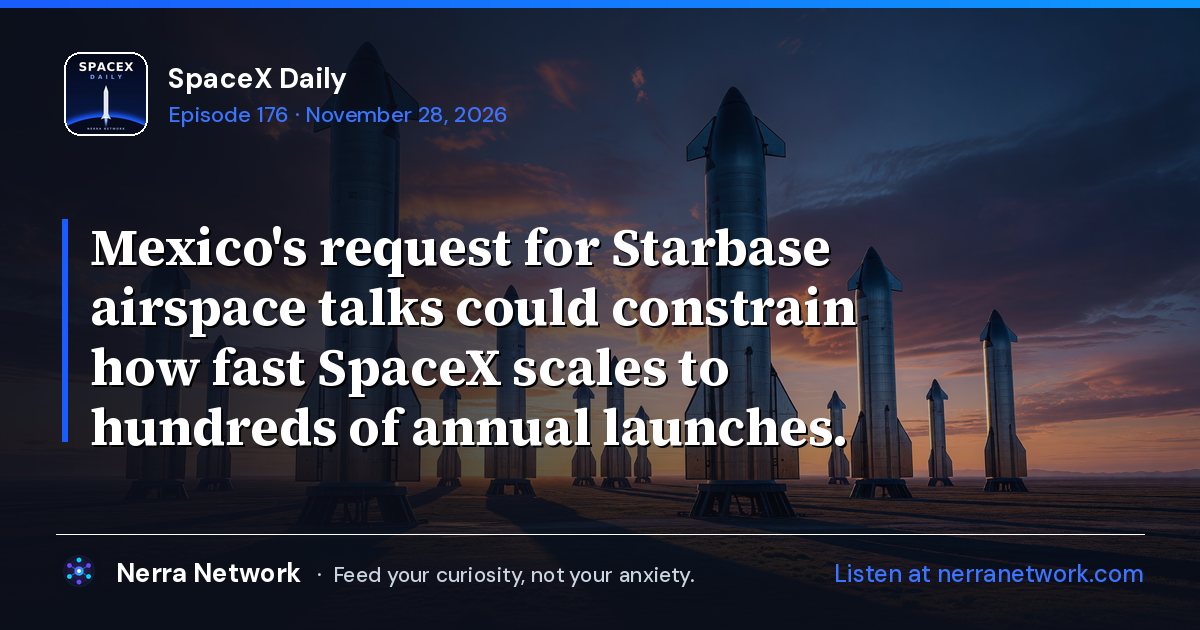 SPACEX
DAILY
NERRA NETWORK
SpaceX Daily
Episode 176 · November 28, 2026
Mexico's request for Starbase
airspace talks could constrain
how fast SpaceX scales to
hundreds of annual launches.
Nerra Network · Feed your curiosity, not your anxiety.
Listen at nerranetwork.com